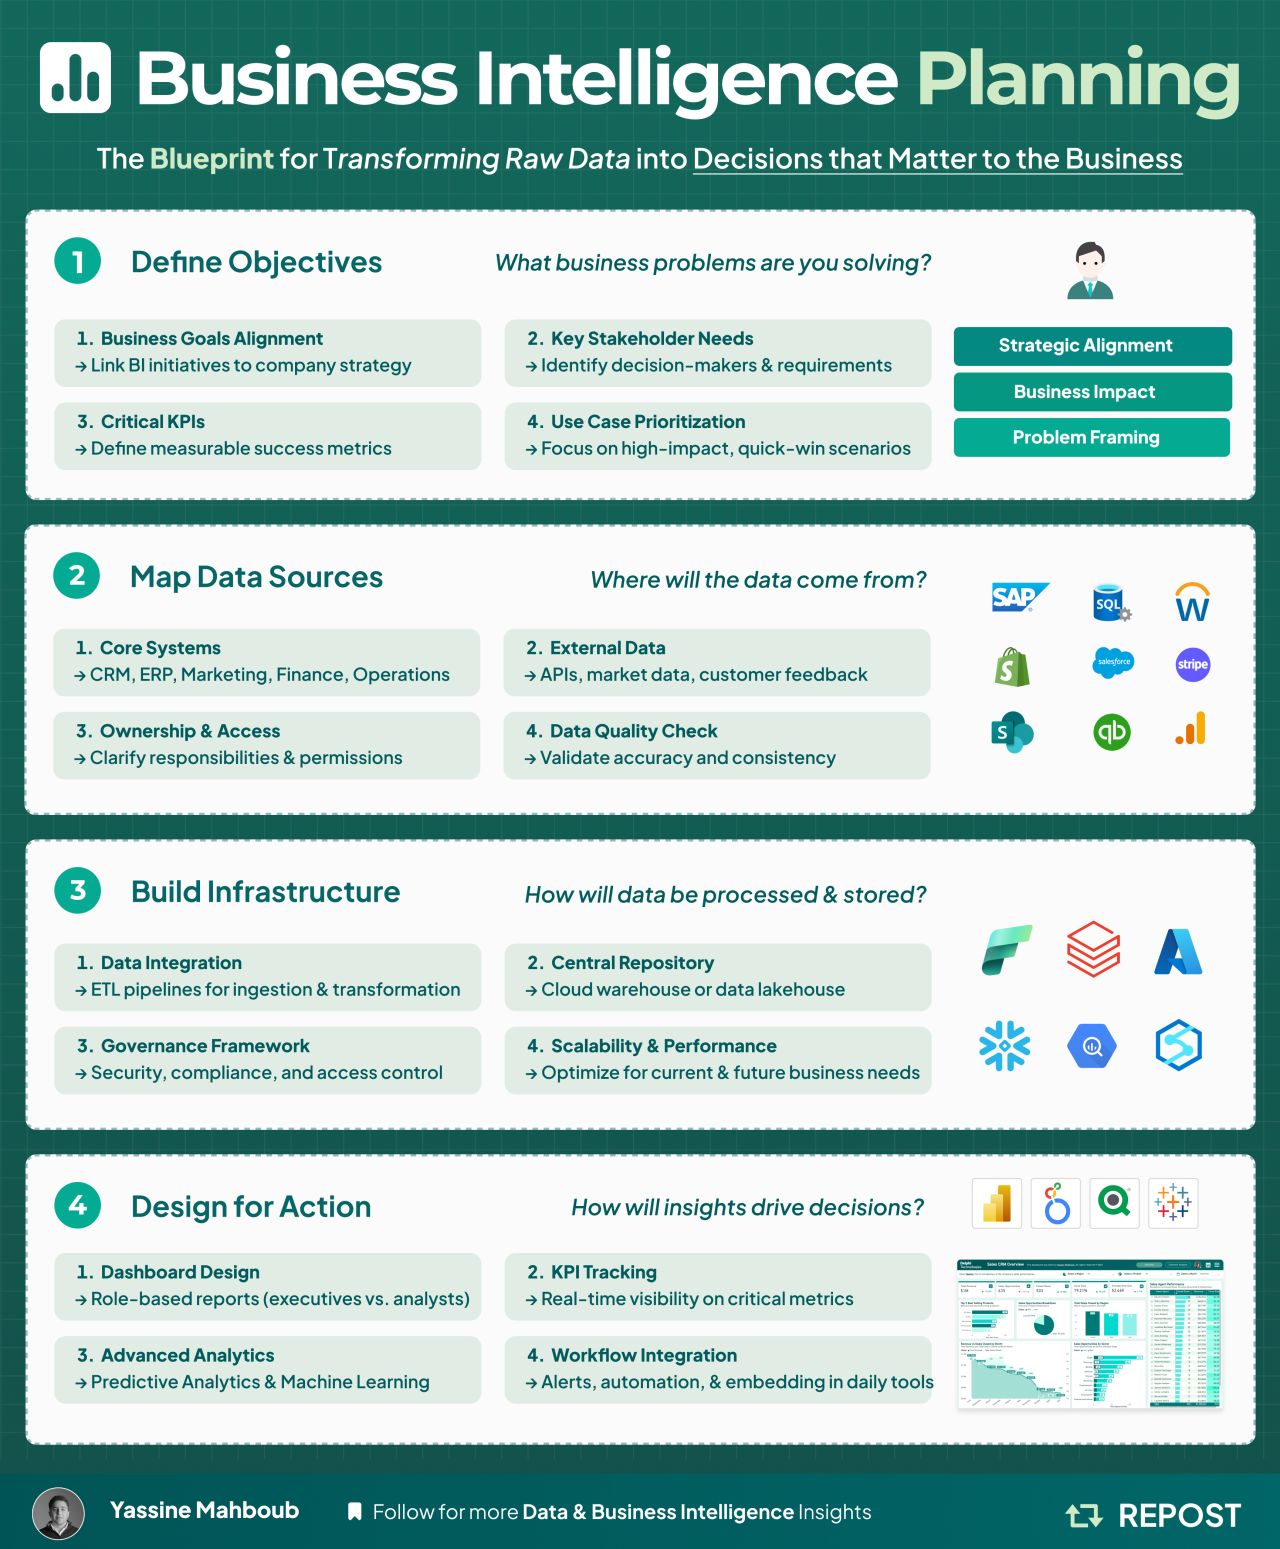 Business Intelligence Planning
The Blueprint for Transforming Raw Data into Decisions that Matter to the Business
1 Define Objectives
What business problems are you solving?
1. Business Goals Alignment
→ Link BI initiatives to company strategy
2. Key Stakeholder Needs
→ Identify decision-makers & requirements
3. Critical KPIs
→ Define measurable success metrics
4. Use Case Prioritization
→ Focus on high-impact, quick-win scenarios
Strategic Alignment
Business Impact
Problem Framing
2 Map Data Sources
Where will the data come from?
1. Core Systems
→ CRM, ERP, Marketing, Finance, Operations
2. External Data
→ APIs, market data, customer feedback
3. Ownership & Access
→ Clarify responsibilities & permissions
4. Data Quality Check
→ Validate accuracy and consistency
SAP
SQL
W
S
salesforce
stripe
S
qb
3 Build Infrastructure
How will data be processed & stored?
1. Data Integration
→ ETL pipelines for ingestion & transformation
2. Central Repository
→ Cloud warehouse or data lakehouse
3. Governance Framework
→ Security, compliance, and access control
4. Scalability & Performance
→ Optimize for current & future business needs
4 Design for Action
How will insights drive decisions?
1. Dashboard Design
→ Role-based reports (executives vs. analysts)
2. KPI Tracking
→ Real-time visibility on critical metrics
3. Advanced Analytics
→ Predictive Analytics & Machine Learning
4. Workflow Integration
→ Alerts, automation, & embedding in daily tools
Sales CRM Overview
Yassine Mahboub
Follow for more Data & Business Intelligence Insights
REPOST